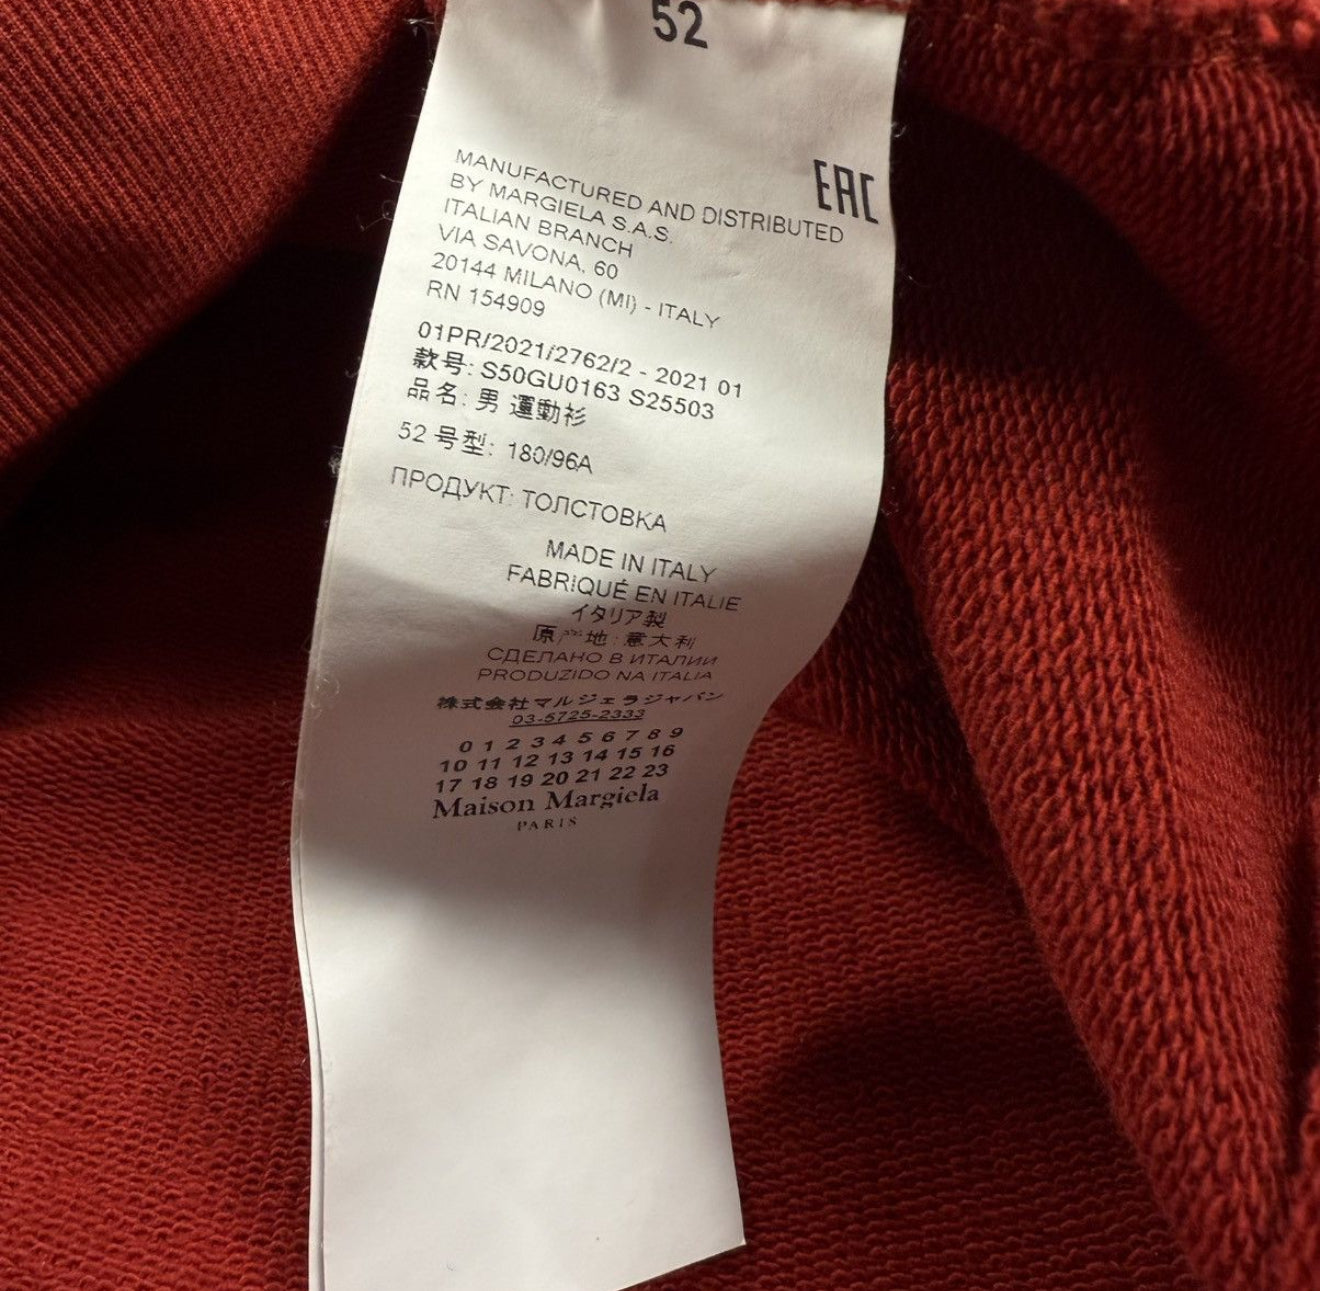 52
EAC
MANUFACTURED AND DISTRIBUTED
BY MARGIELA S.A.S.
ITALIAN BRANCH
VIA SAVONA, 60
20144 MILANO (MI) - ITALY
RN 154909
01PR/2021/2762/2 - 2021 01
款号: S50GU0163 S25503
品名: 男 運動衫
52 号型: 180/96A
ПРОДУКТ: ТОЛСТОВКА
MADE IN ITALY
FABRIQUÉ EN ITALIE
イタリア製
原产地: 意大利
СДЕЛАНО В ИТАЛИИ
PRODUZIDO NA ITALIA
株式会社マルジェラジャパン
03-5725-2333
0 1 2 3 4 5 6 7 8 9
10 11 12 13 14 15 16
17 18 19 20 21 22 23
Maison Margiela
PARIS